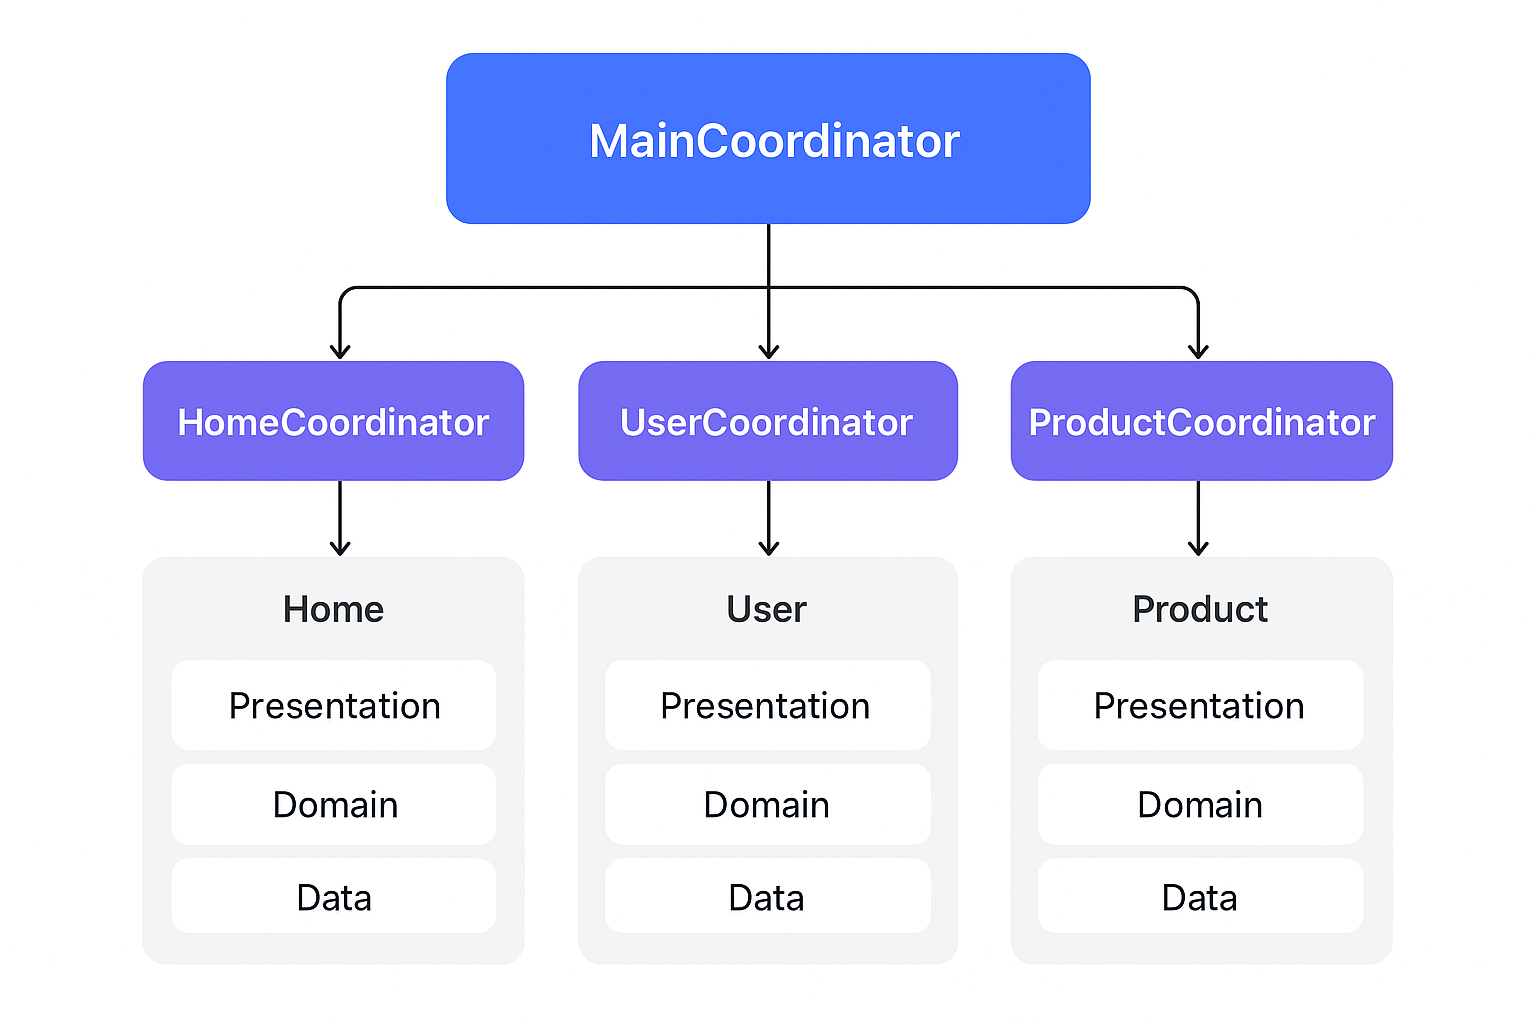 MainCoordinator
HomeCoordinator
UserCoordinator
ProductCoordinator
Home
Presentation
Domain
Data
User
Presentation
Domain
Data
Product
Presentation
Domain
Data